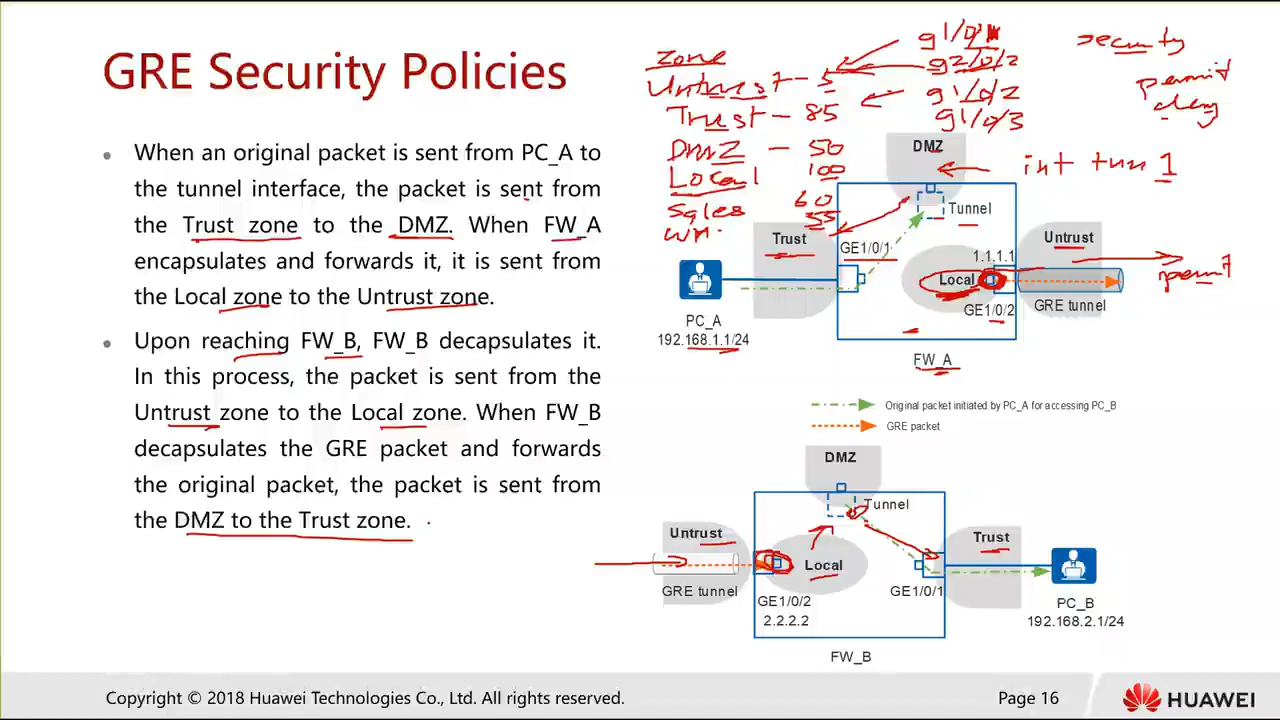 GRE Security Policies
When an original packet is sent from PC_A to
the tunnel interface, the packet is sent from
the Trust zone to the DMZ. When FW_A
encapsulates and forwards it, it is sent from
the Local zone to the Untrust zone.
Upon reaching FW_B, FW_B decapsulates it.
In this process, the packet is sent from the
Untrust zone to the Local zone. When FW_B
decapsulates the GRE packet and forwards
the original packet, the packet is sent from
the DMZ to the Trust zone.
zone
Untrust - 5
Trust - 85
DMZ - 50
Local 100
Sales 60
55
g1/0/
g2/0/2
g1/0/2
g1/0/3
security
permit
deny
int tun 1
DMZ
Tunnel
Trust
GE1/0/1
Untrust
1.1.1.1
Local
GE1/0/2
GRE tunnel
permit
PC_A
192.168.1.1/24
FW_A
Original packet initiated by PC_A for accessing PC_B
GRE packet
DMZ
Tunnel
Untrust
Local
Trust
GRE tunnel
GE1/0/2
2.2.2.2
GE1/0/1
PC_B
192.168.2.1/24
FW_B
Copyright © 2018 Huawei Technologies Co., Ltd. All rights reserved.
Page 16
HUAWEI